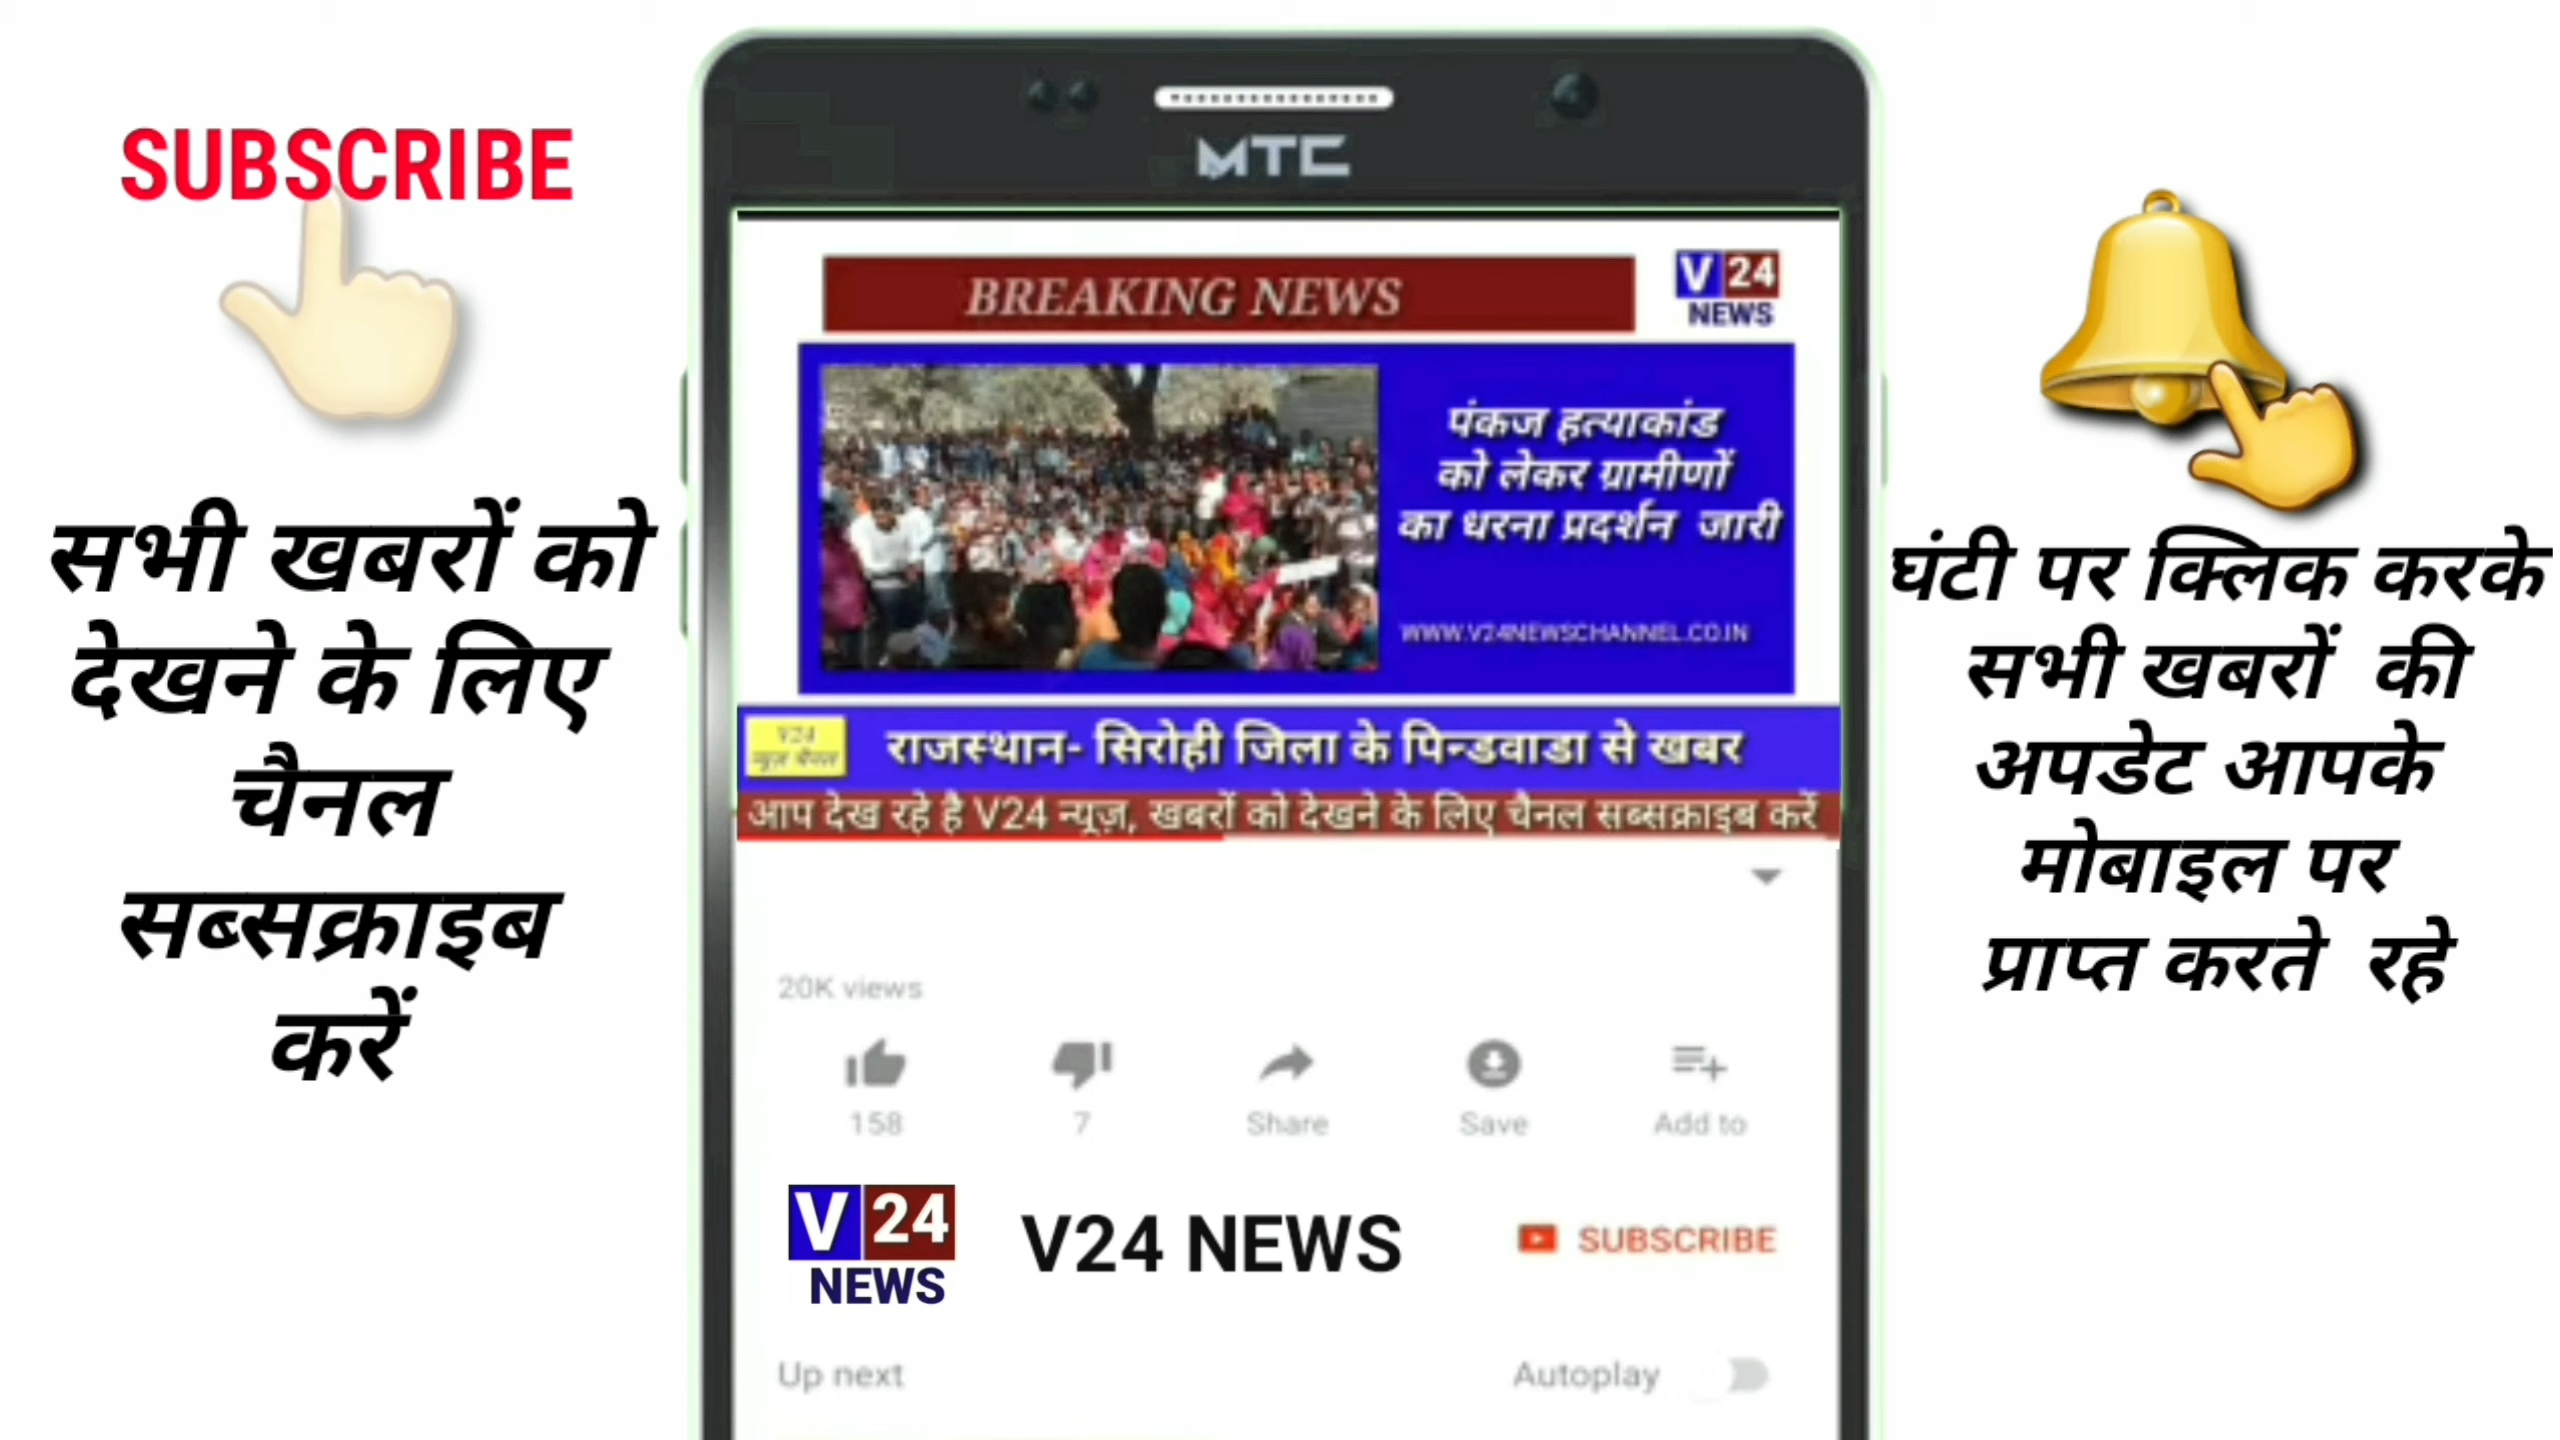 SUBSCRIBE
सभी खबरों को
देखने के लिए
चैनल
सब्सक्राइब
करें
MTC
BREAKING NEWS
V 24
NEWS
पंकज हत्याकांड
को लेकर ग्रामीणों
का धरना प्रदर्शन जारी
WWW.V24NEWSCHANNEL.CO.IN
V24
न्यूज़ चैनल
राजस्थान- सिरोही जिला के पिन्डवाडा से खबर
आप देख रहे है V24 न्यूज़, खबरों को देखने के लिए चैनल सब्सक्राइब करें
20K views
158 7 Share Save Add to
V 24
NEWS
V24 NEWS
SUBSCRIBE
Up next Autoplay
घंटी पर क्लिक करके
सभी खबरों की
अपडेट आपके
मोबाइल पर
प्राप्त करते रहे